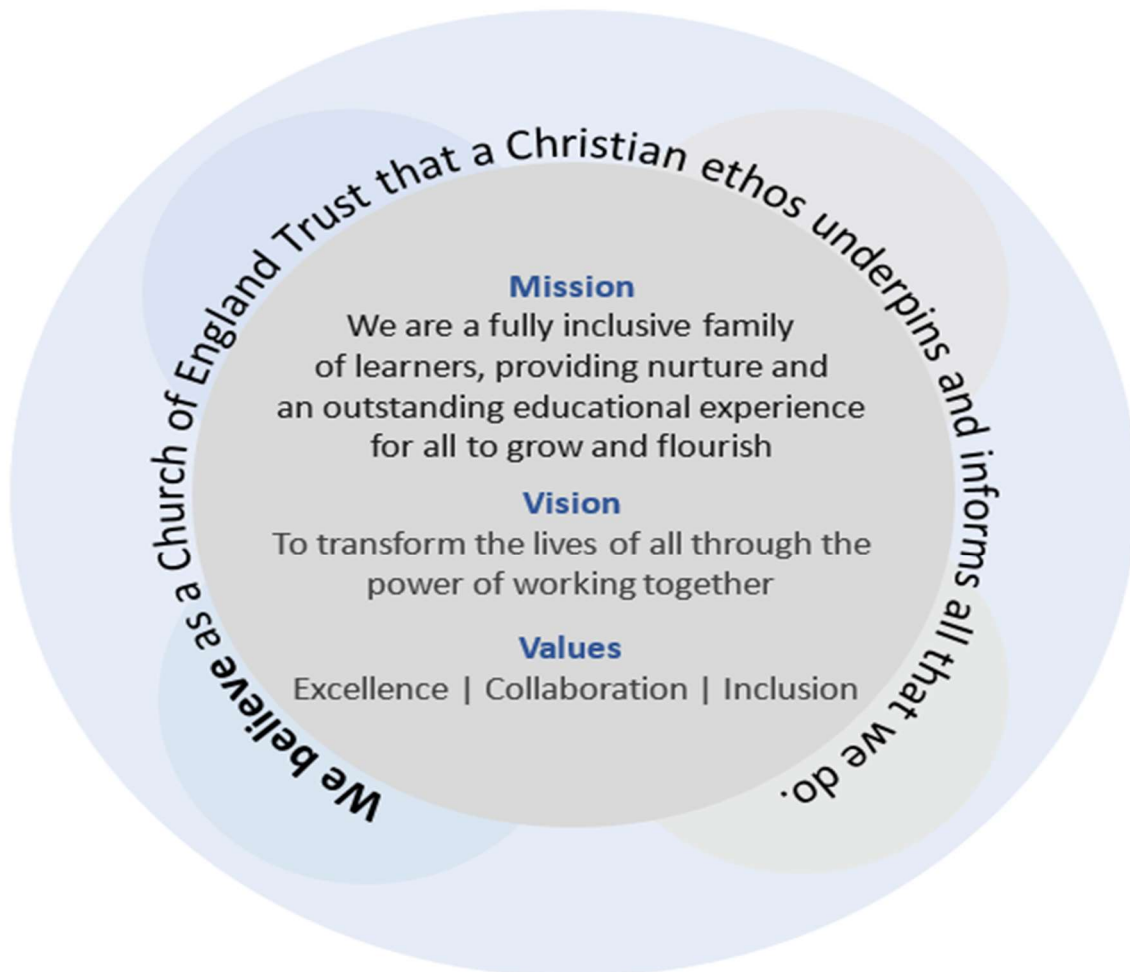 We believe as a Church of England Trust that a Christian ethos underpins and informs all that we do.
Mission
We are a fully inclusive family
of learners, providing nurture and
an outstanding educational experience
for all to grow and flourish
Vision
To transform the lives of all through the
power of working together
Values
Excellence | Collaboration | Inclusion